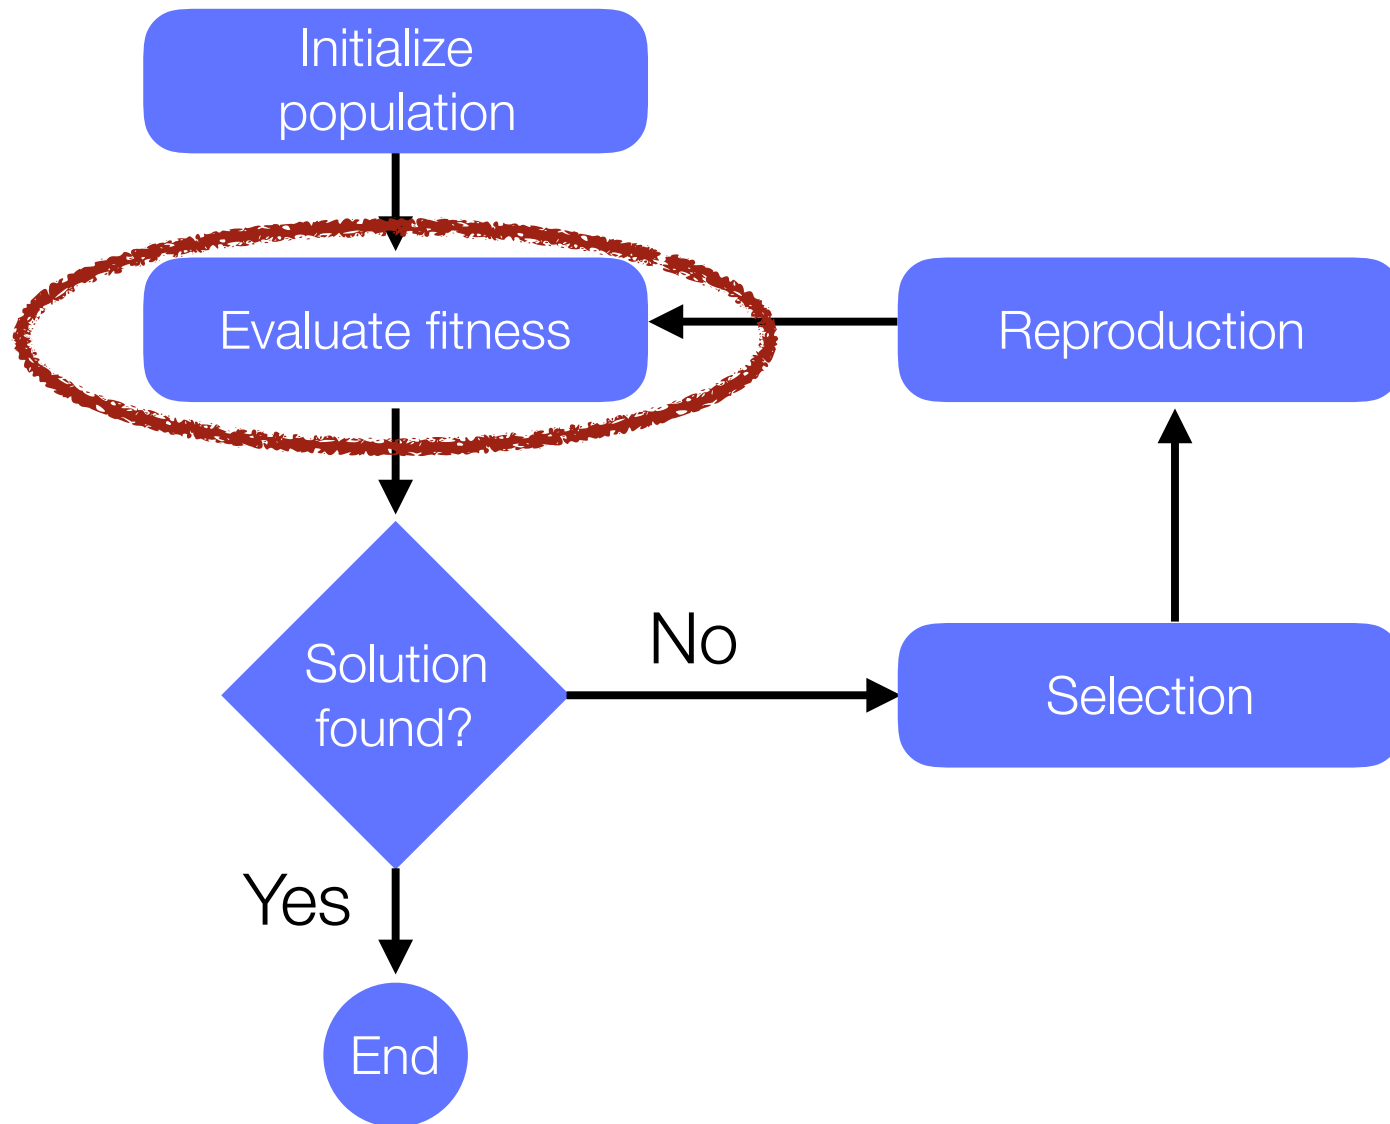 Initialize
population
Evaluate fitness
Reproduction
Solution
found?
No
Selection
Yes
End